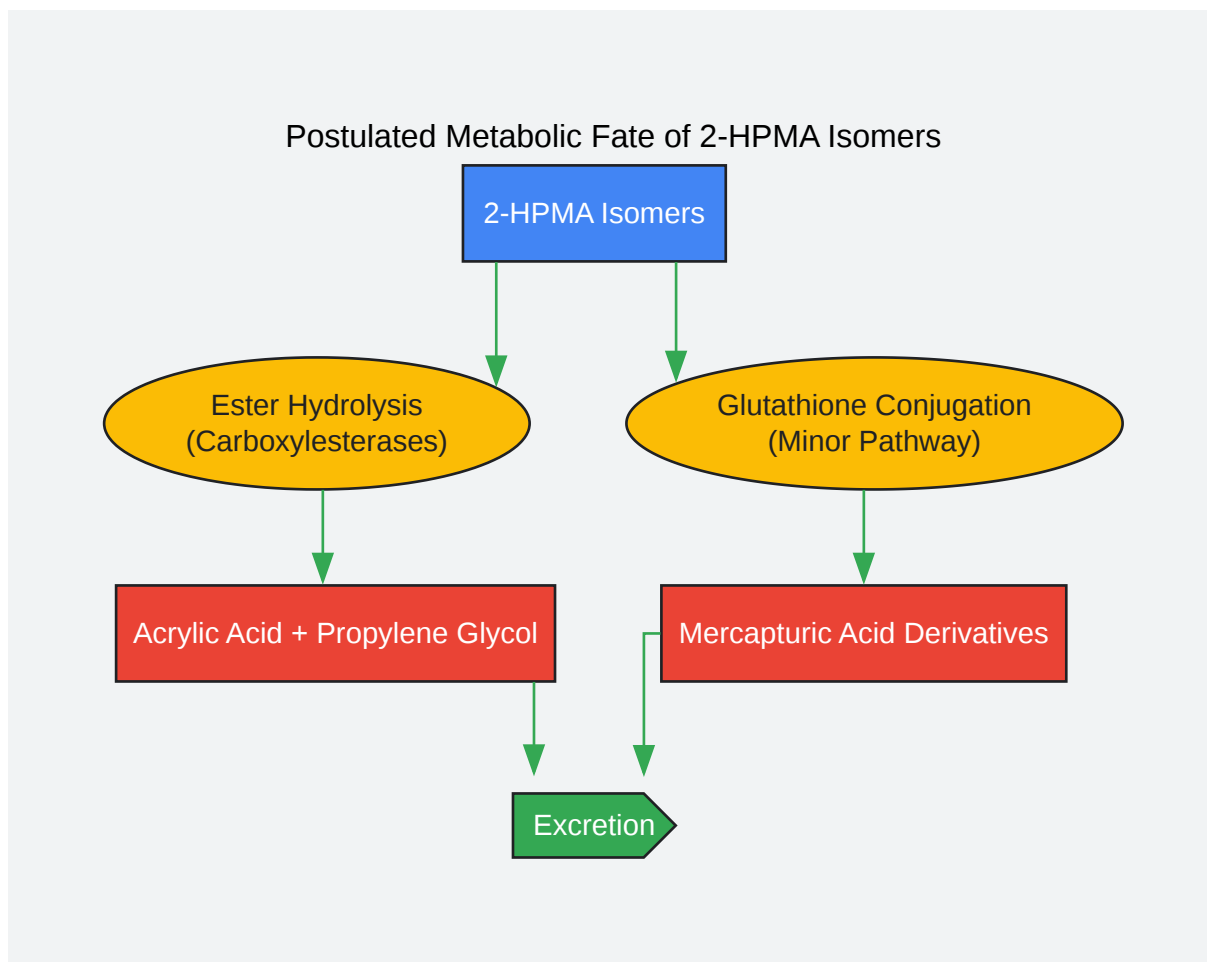 Postulated Metabolic Fate of 2-HPMA Isomers
2-HPMA Isomers
Ester Hydrolysis
(Carboxylesterases)
Glutathione Conjugation
(Minor Pathway)
Acrylic Acid + Propylene Glycol
Mercapturic Acid Derivatives
Excretion